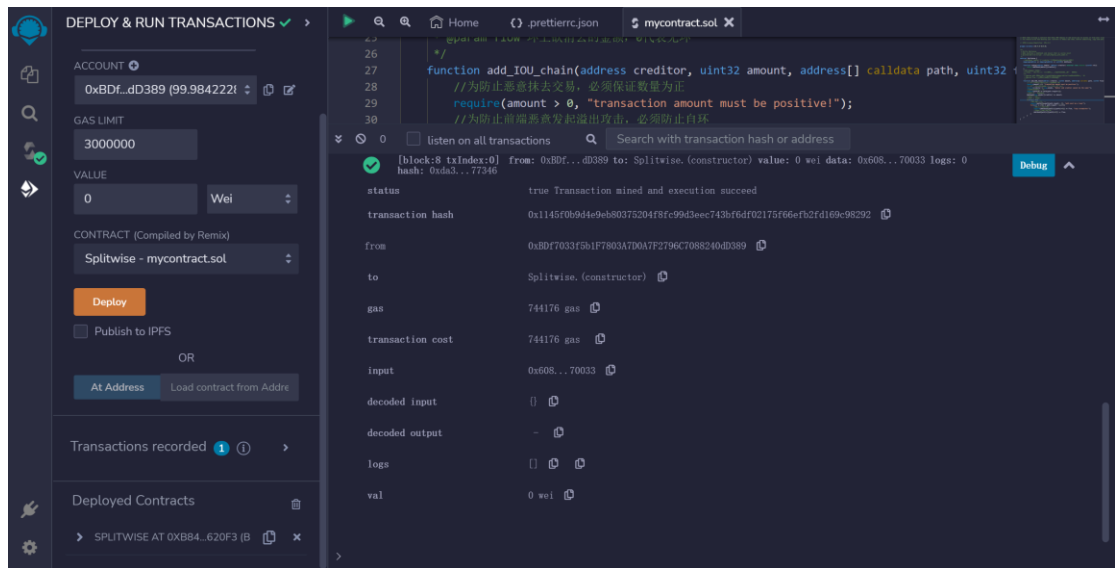 DEPLOY & RUN TRANSACTIONS
ACCOUNT
0xBDf...dD389 (99.9842228
GAS LIMIT
3000000
VALUE
0
Wei
CONTRACT (Compiled by Remix)
Splitwise - mycontract.sol
Deploy
Publish to IPFS
OR
At Address
Load contract from Addre
Transactions recorded 1
Deployed Contracts
SPLITWISE AT 0XB84...620F3 (B
Home
{} .prettierrc.json
mycontract.sol
26 */
27 function add_IOU_chain(address creditor, uint32 amount, address[] calldata path, uint32
28 //为防止恶意抹去交易，必须保证数量为正
29 require(amount > 0, "transaction amount must be positive!");
30 //为防止前端恶意发起溢出攻击，必须防止自环
0
listen on all transactions
Search with transaction hash or address
[block:8 txIndex:0] from: 0xBDf...dD389 to: Splitwise.(constructor) value: 0 wei data: 0x608...70033 logs: 0
hash: 0xda3...77346
Debug
status true Transaction mined and execution succeed
transaction hash 0x1145f0b9d4e9eb80375204f8fc99d3eec743bf6df02175f66efb2fd169c98292
from 0xBDf7033f5b1F7803A7D0A7F2796C7088240dD389
to Splitwise.(constructor)
gas 744176 gas
transaction cost 744176 gas
input 0x608...70033
decoded input {}
decoded output -
logs []
val 0 wei
>